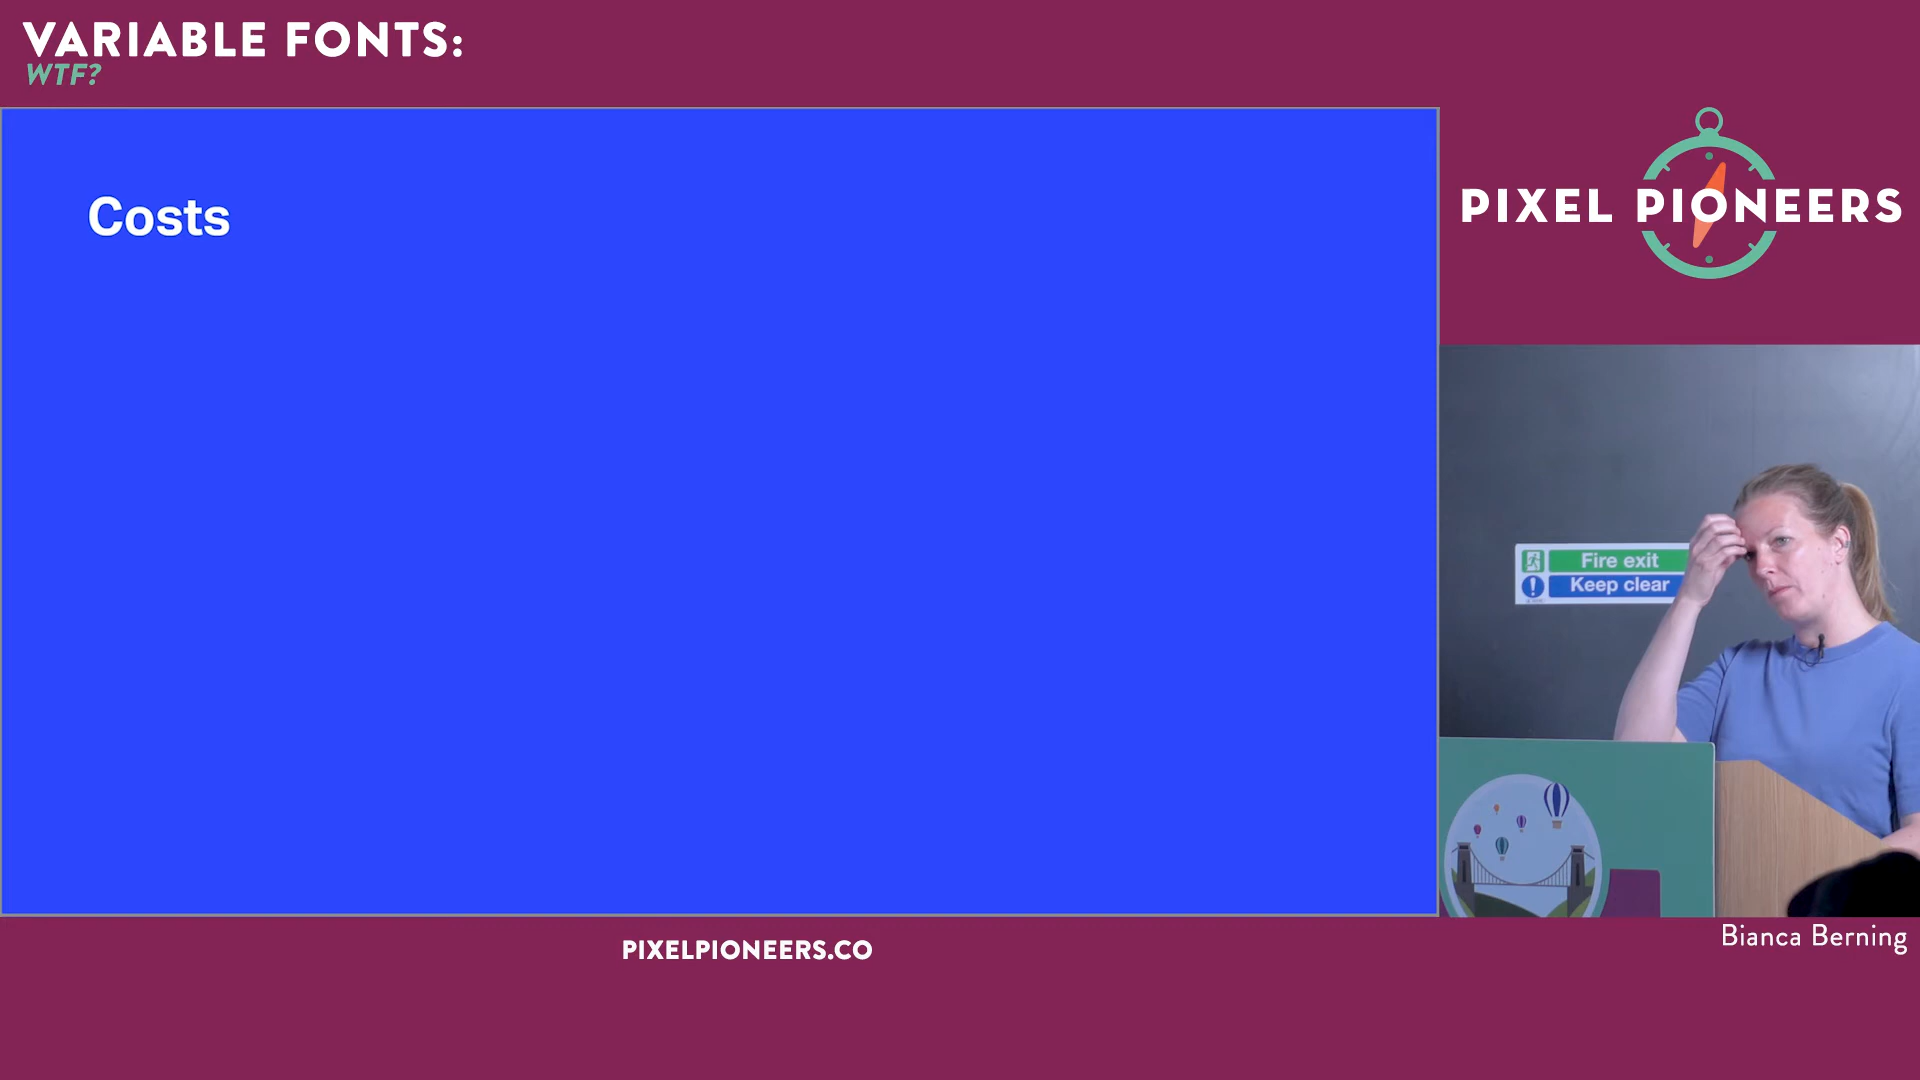 VARIABLE FONTS:
WTF?
Costs
PIXEL PIONEERS
Fire exit
Keep clear
Bianca Berning
PIXELPIONEERS.CO